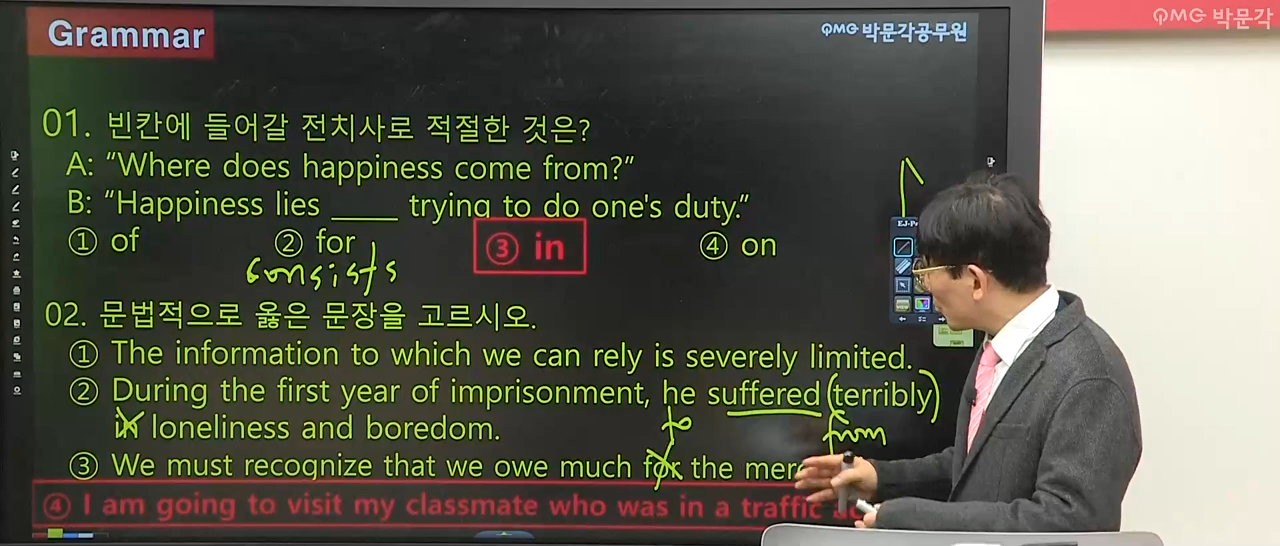 Grammar
QMG 박문각공무원
QMG 박문각
01. 빈칸에 들어갈 전치사로 적절한 것은?
A: “Where does happiness come from?”
B: “Happiness lies ____ trying to do one's duty.”
① of ② for ③ in ④ on
consists
02. 문법적으로 옳은 문장을 고르시오.
① The information to which we can rely is severely limited.
② During the first year of imprisonment, he suffered (terribly)
in loneliness and boredom.
to from
③ We must recognize that we owe much for the
④ I am going to visit my classmate who was in a traffic